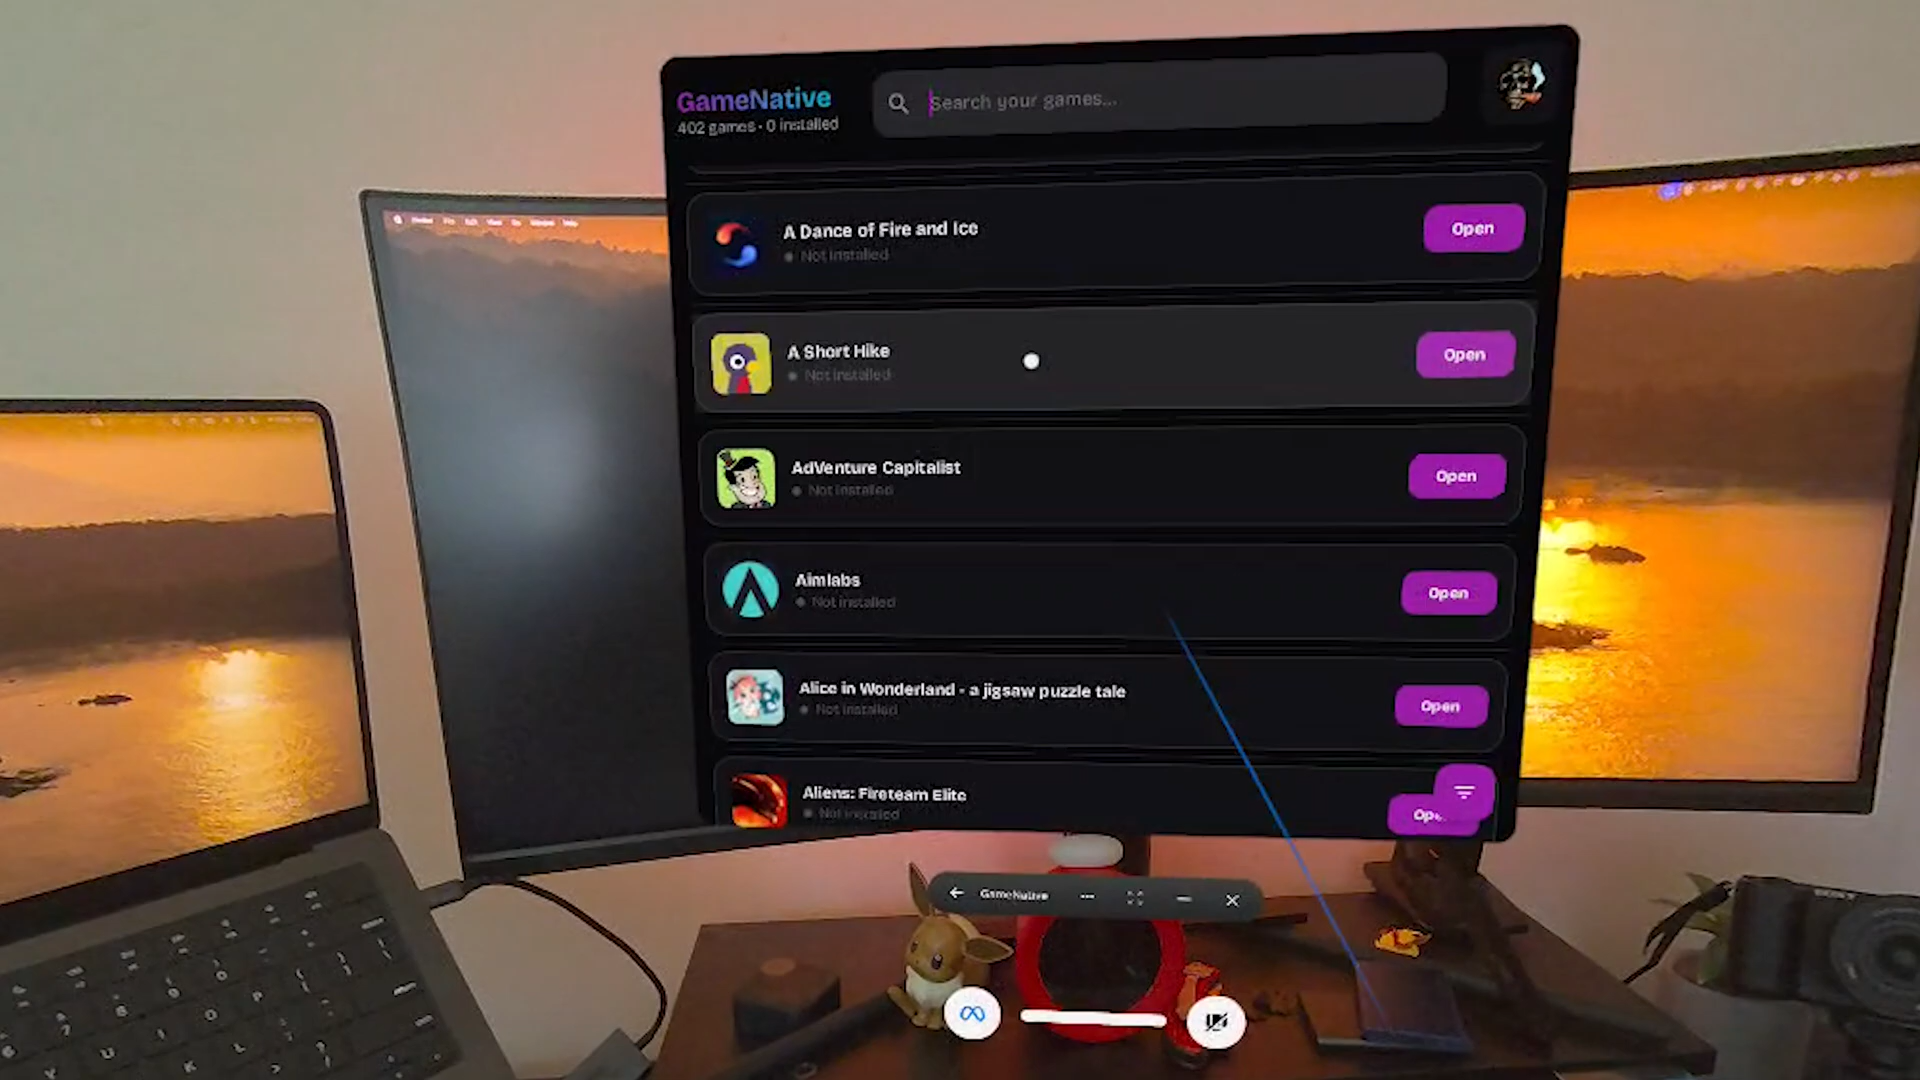 GameNative
402 games · 0 installed
Search your games...
A Dance of Fire and Ice
Not installed
Open
A Short Hike
Not installed
Open
AdVenture Capitalist
Not installed
Open
Aimlabs
Not installed
Open
Alice in Wonderland - a jigsaw puzzle tale
Not installed
Open
Aliens: Fireteam Elite
Not installed
GameNative